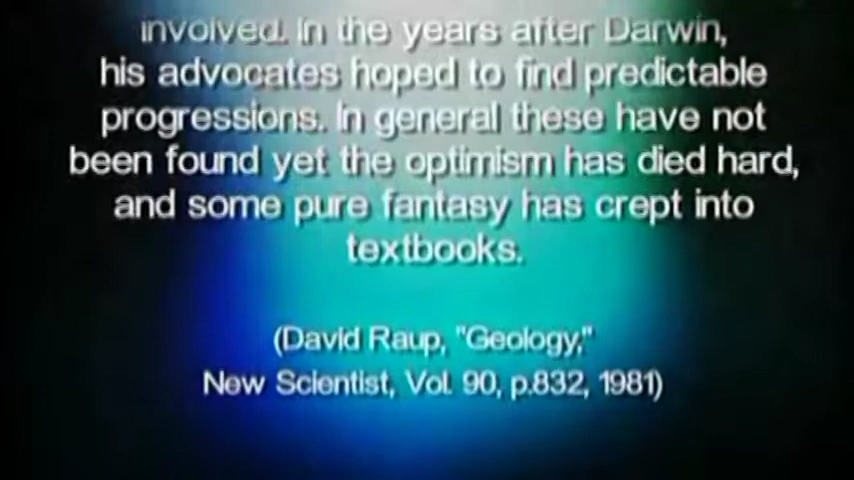 involved. In the years after Darwin,
his advocates hoped to find predictable
progressions. In general these have not
been found yet the optimism has died hard,
and some pure fantasy has crept into
textbooks.
(David Raup, "Geology,"
New Scientist, Vol. 90, p.832, 1981)